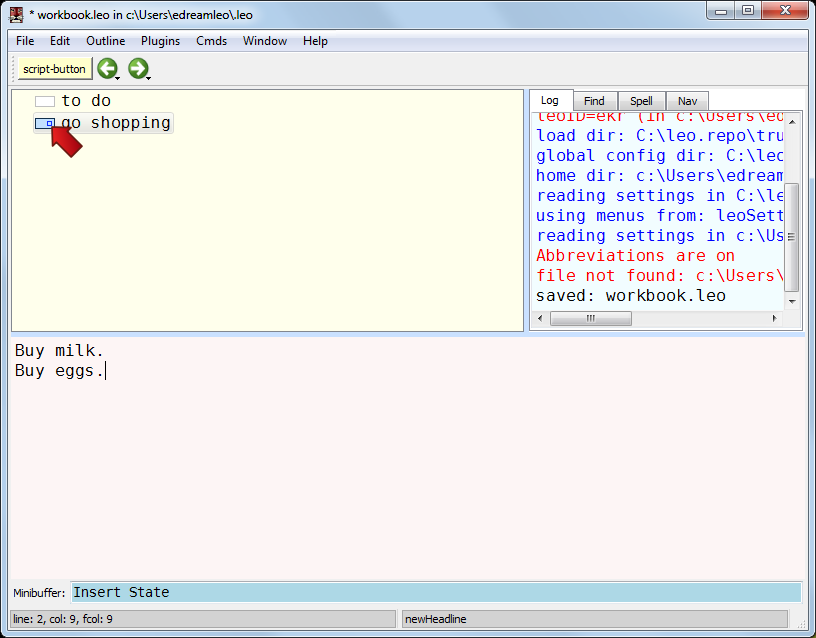 * workbook.leo in c:\Users\edreamleo\.leo
File Edit Outline Plugins Cmds Window Help
script-button
to do
go shopping
Log Find Spell Nav
leoID=ekr (in c:\Users\ed
load dir: C:\leo.repo\tru
global config dir: C:\leo
home dir: c:\Users\edream
reading settings in C:\le
using menus from: leoSett
reading settings in c:\Us
Abbreviations are on
file not found: c:\Users\
saved: workbook.leo
Buy milk.
Buy eggs.
Minibuffer: Insert State
line: 2, col: 9, fcol: 9
newHeadline